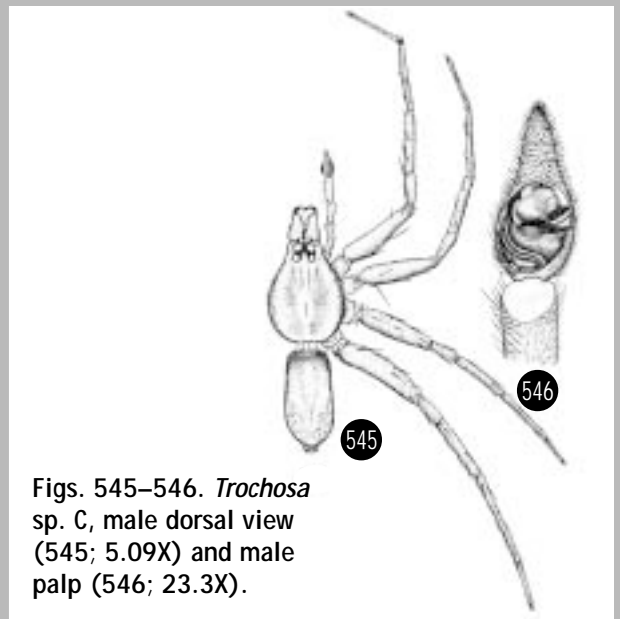 546
545
Figs. 545–546. Trochosa
sp. C, male dorsal view
(545; 5.09X) and male
palp (546; 23.3X).